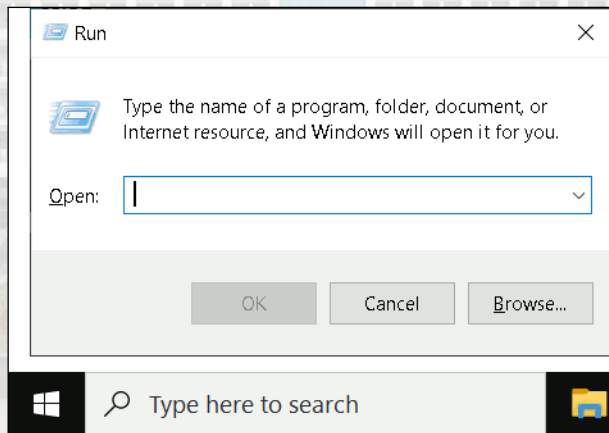 Run
Type the name of a program, folder, document, or
Internet resource, and Windows will open it for you.
Open:
OK Cancel Browse...
Type here to search